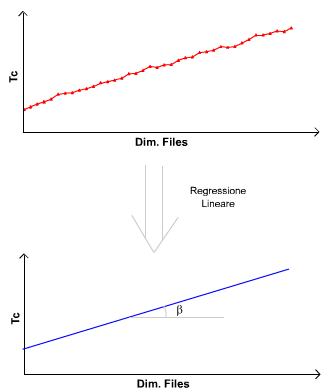 Tc
Dim. Files
Regressione
Lineare
Tc
β
Dim. Files